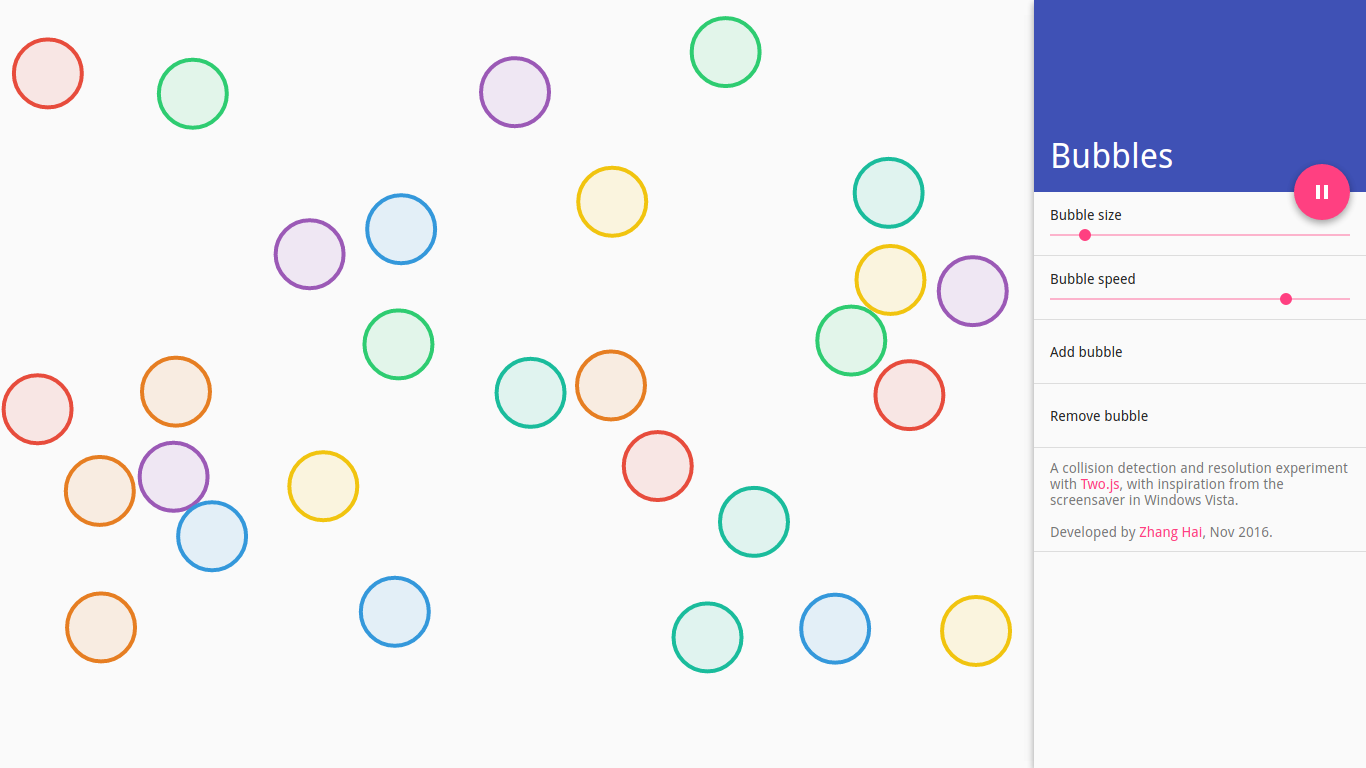 Bubbles
Bubble size
Bubble speed
Add bubble
Remove bubble
A collision detection and resolution experiment
with Two.js, with inspiration from the
screensaver in Windows Vista.
Developed by Zhang Hai, Nov 2016.